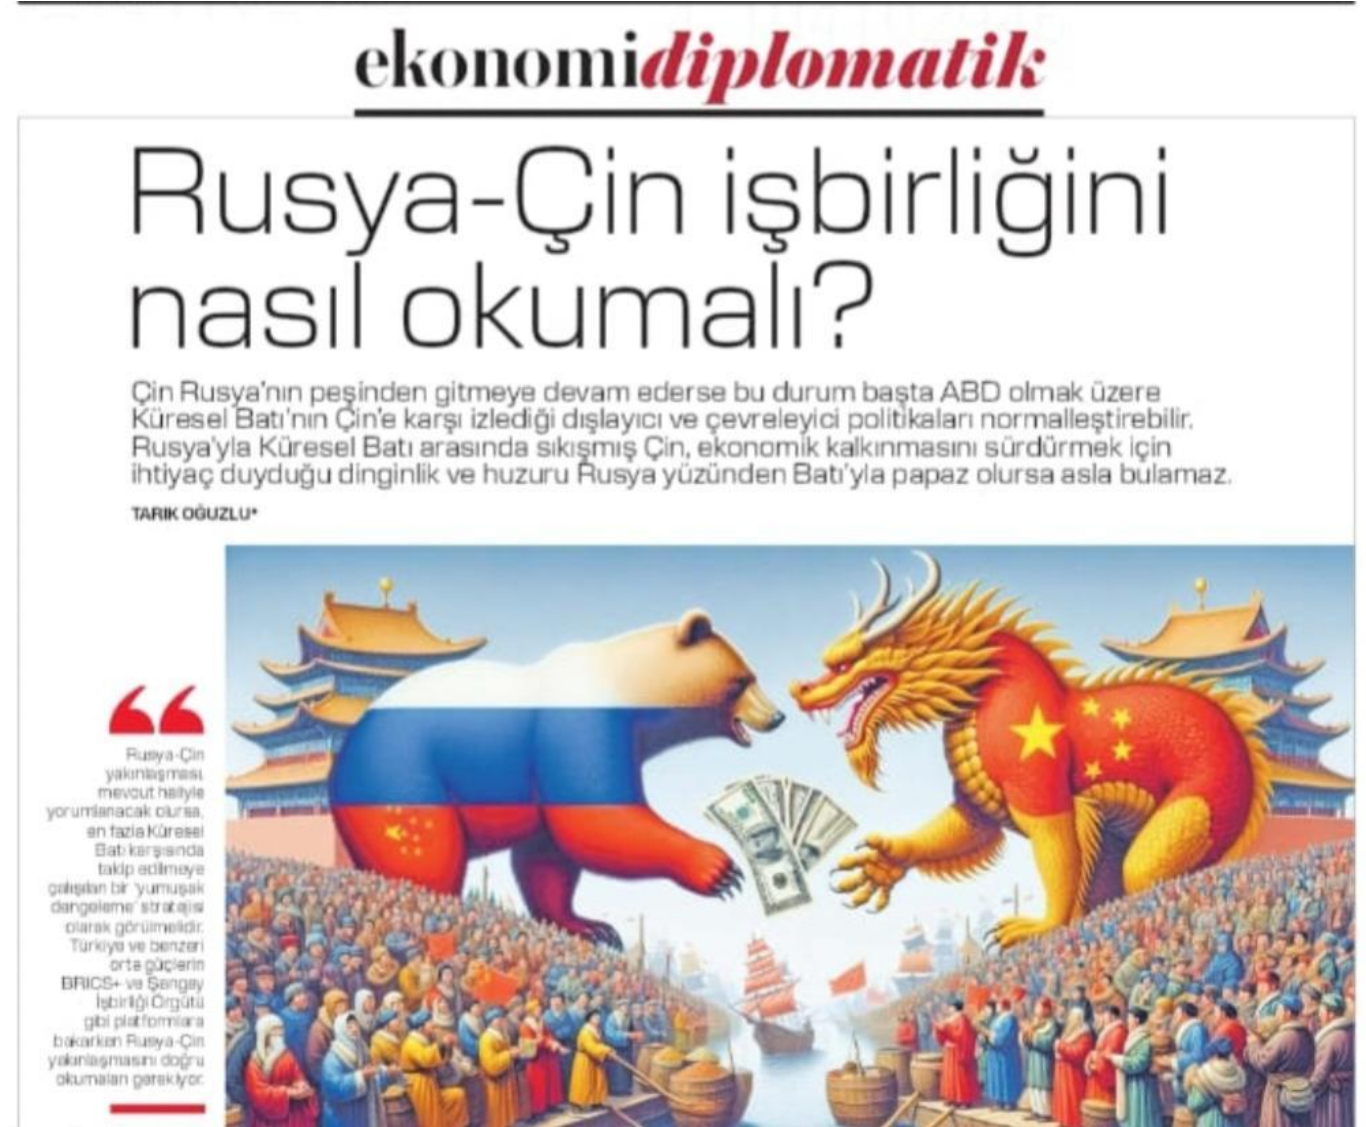 ekonomidiplomatik
Rusya-Çin işbirliğini
nasıl okumalı?
Çin Rusya'nın peşinden gitmeye devam ederse bu durum başta ABD olmak üzere
Küresel Batı'nın Çin'e karşı izlediği dışlayıcı ve çevreleyici politikaları normalleştirebilir.
Rusya'yla Küresel Batı arasında sıkışmış Çin, ekonomik kalkınmasını sürdürmek için
ihtiyaç duyduğu dinginlik ve huzuru Rusya yüzünden Batı'yla papaz olursa asla bulamaz.
TARIK OĞUZLU*
“
Rusya-Çin
yakınlaşması,
mevcut haliyle
yorumlanacak olursa,
en fazla Küresel
Batı karşısında
takip edilmeye
çalışılan bir 'yumuşak
dengeleme' stratejisi
olarak görülmelidir.
Türkiye ve benzeri
orta güçlerin
BRICS+ ve Şangay
İşbirliği Örgütü
gibi platformlara
bakarken Rusya-Çin
yakınlaşmasını doğru
okumaları gerekiyor.